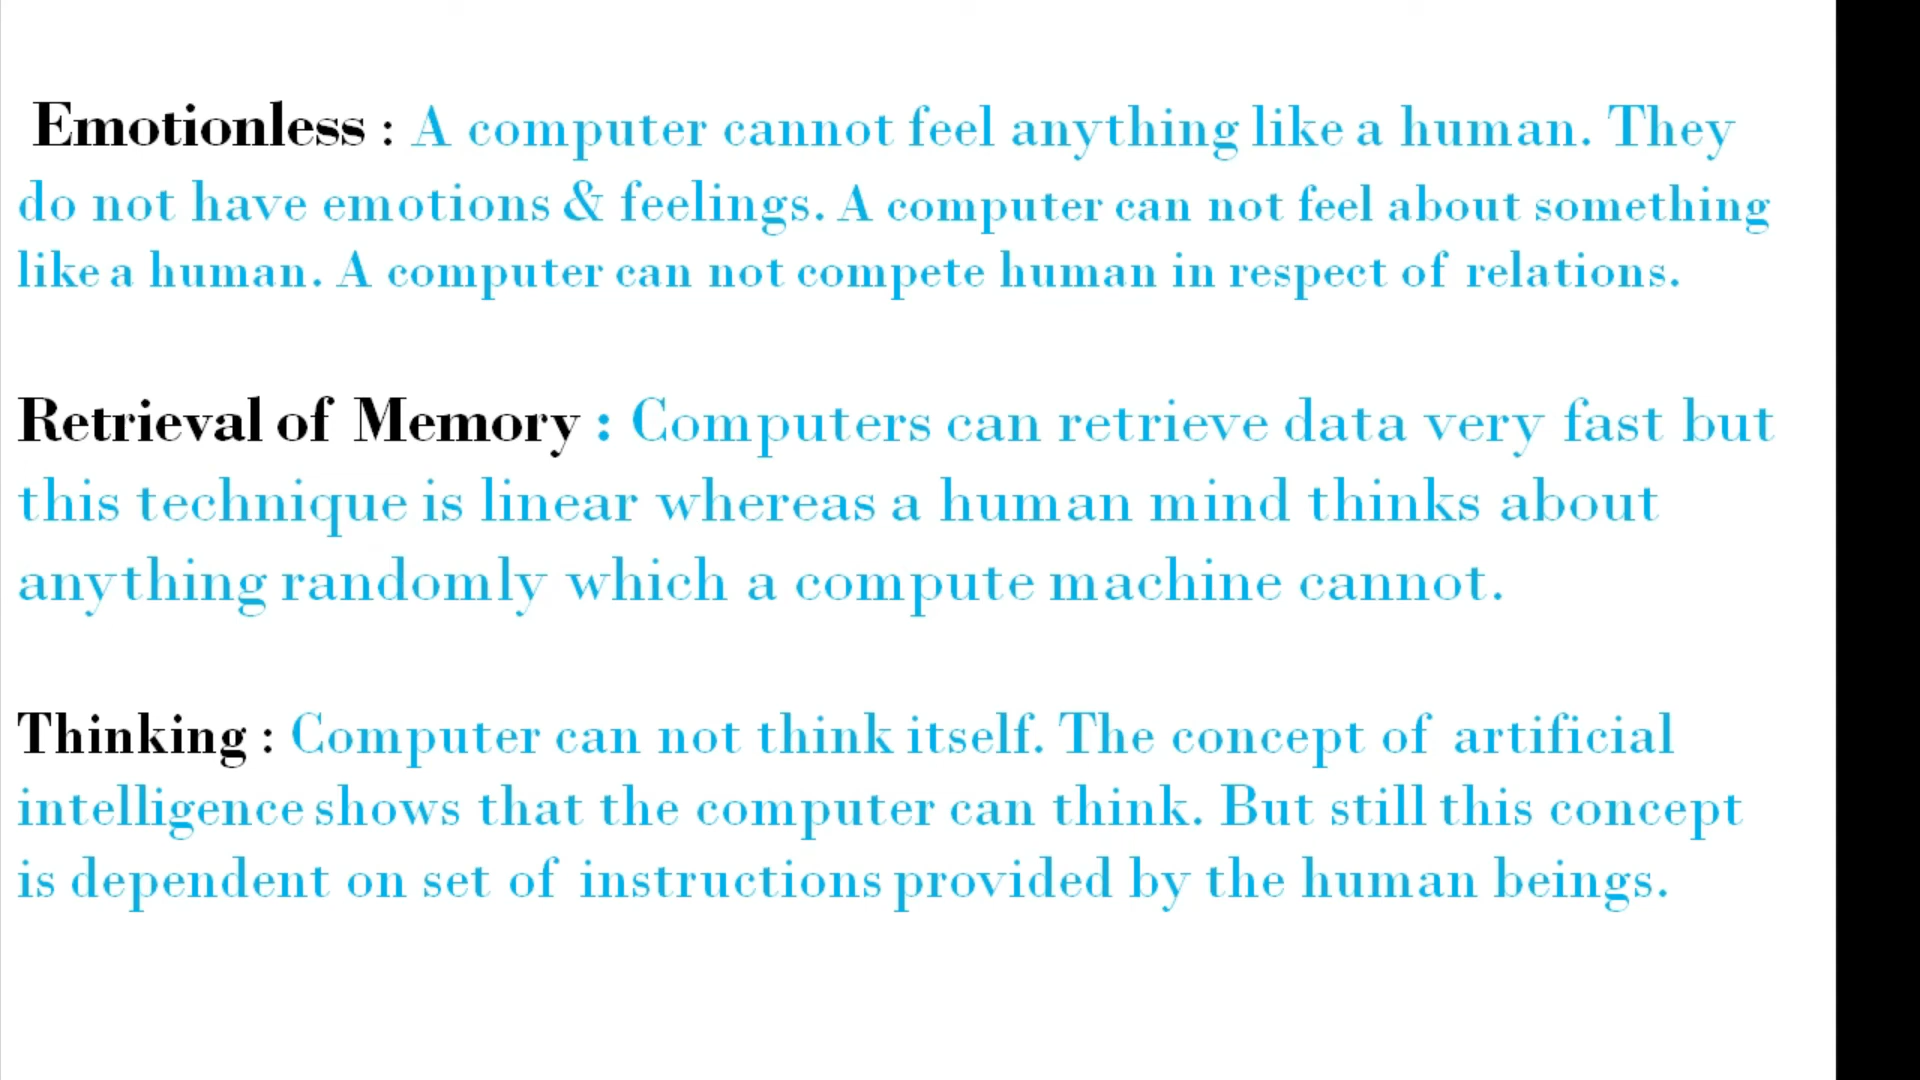 Emotionless : A computer cannot feel anything like a human. They
do not have emotions & feelings. A computer can not feel about something
like a human. A computer can not compete human in respect of relations.
Retrieval of Memory : Computers can retrieve data very fast but
this technique is linear whereas a human mind thinks about
anything randomly which a compute machine cannot.
Thinking : Computer can not think itself. The concept of artificial
intelligence shows that the computer can think. But still this concept
is dependent on set of instructions provided by the human beings.